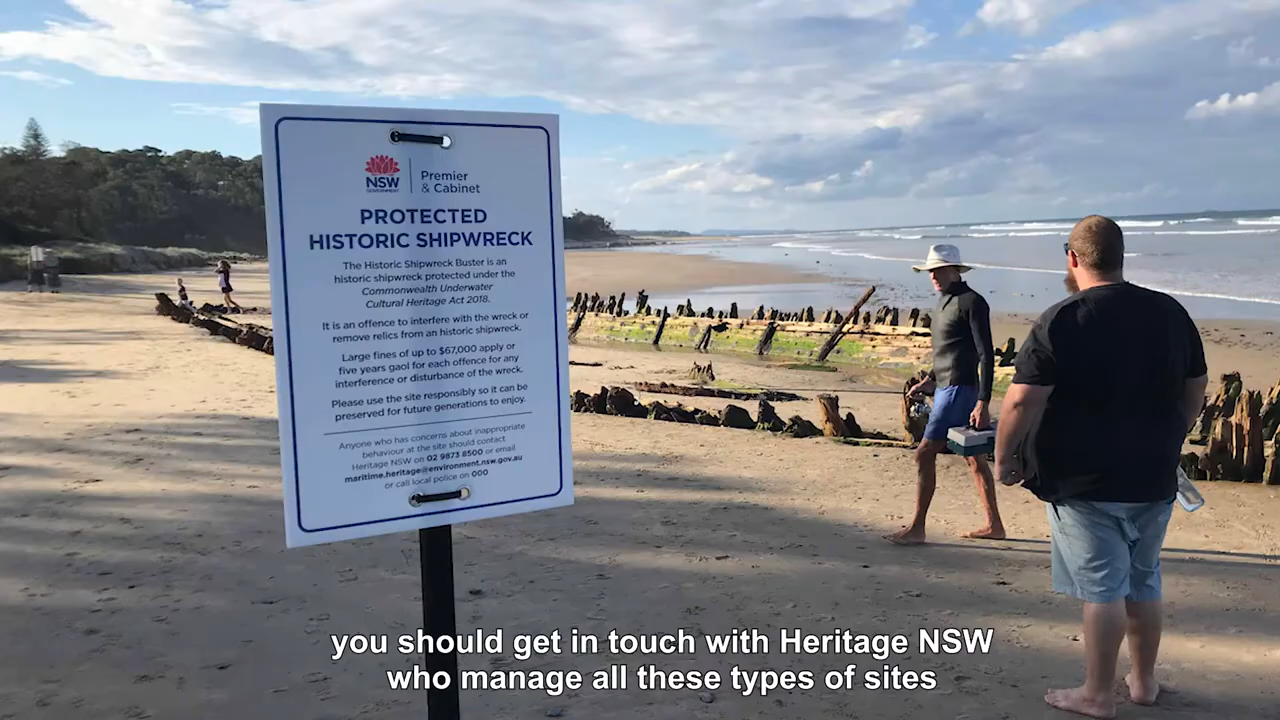 NSW
GOVERNMENT
Premier
& Cabinet
PROTECTED
HISTORIC SHIPWRECK
The Historic Shipwreck Buster is an
historic shipwreck protected under the
Commonwealth Underwater
Cultural Heritage Act 2018.
It is an offence to interfere with the wreck or
remove relics from an historic shipwreck.
Large fines of up to $67,000 apply or
five years gaol for each offence for any
interference or disturbance of the wreck.
Please use the site responsibly so it can be
preserved for future generations to enjoy.
Anyone who has concerns about inappropriate
behaviour at the site should contact
Heritage NSW on 02 9873 8500 or email
maritime.heritage@environment.nsw.gov.au
or call local police on 000
you should get in touch with Heritage NSW
who manage all these types of sites